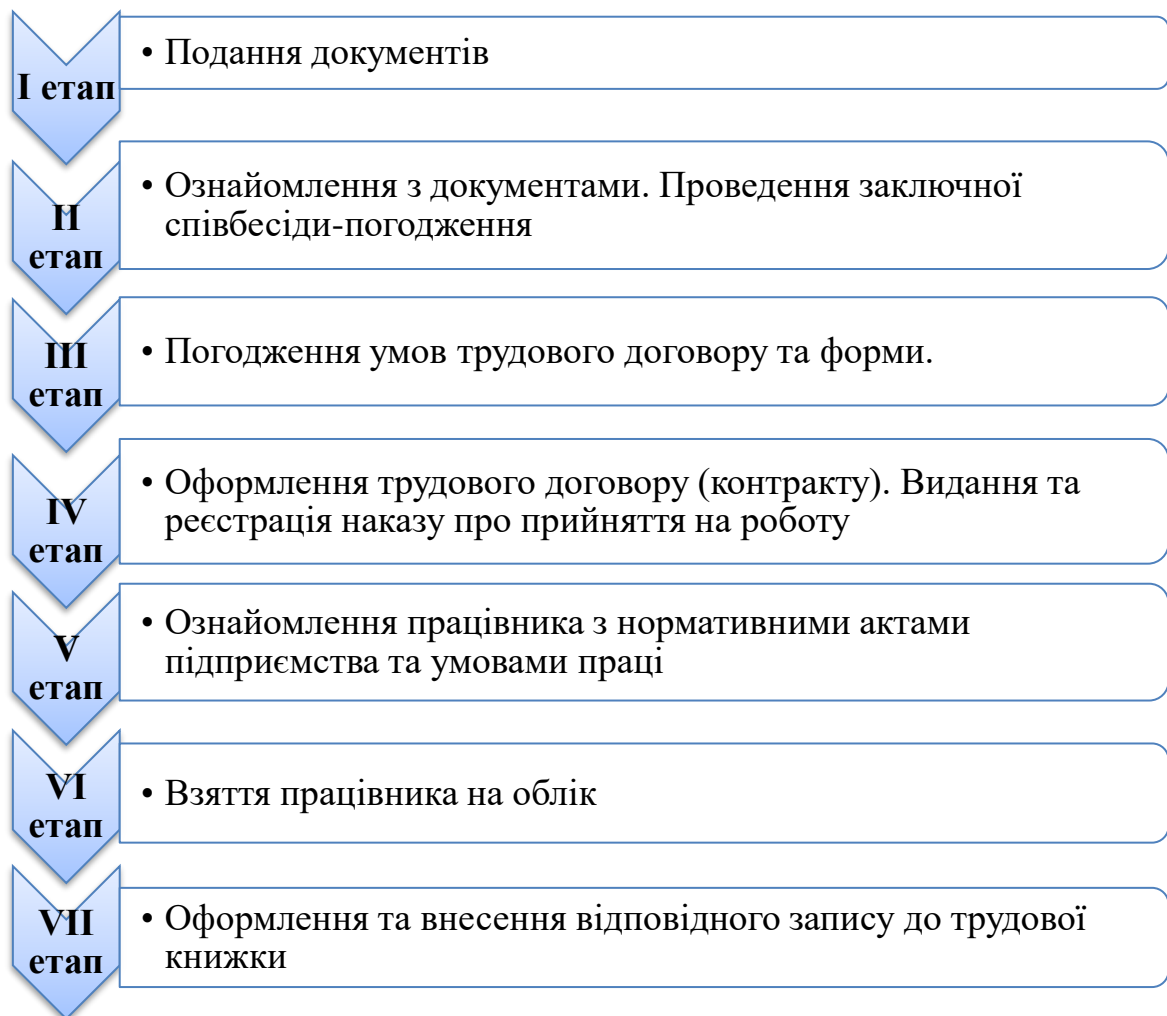 І етап
• Подання документів
ІІ
етап
• Ознайомлення з документами. Проведення заключної
співбесіди-погодження
ІІІ
етап
• Погодження умов трудового договору та форми.
IV
етап
• Оформлення трудового договору (контракту). Видання та
реєстрація наказу про прийняття на роботу
V
етап
• Ознайомлення працівника з нормативними актами
підприємства та умовами праці
VI
етап
• Взяття працівника на облік
VII
етап
• Оформлення та внесення відповідного запису до трудової
книжки